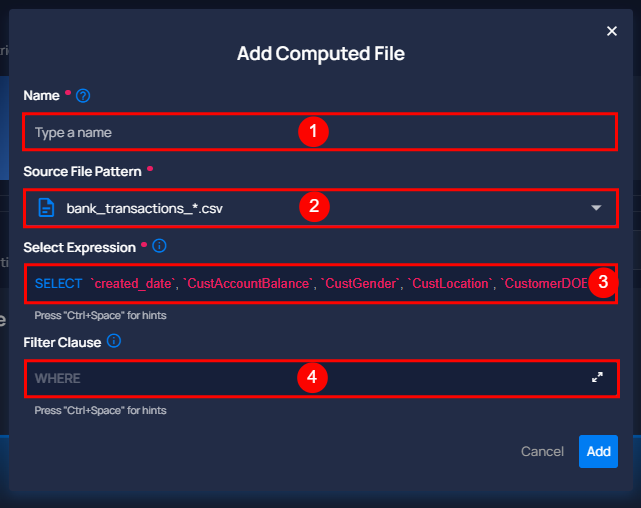 Add Computed File
Name
Type a name 1
Source File Pattern
bank_transactions_*.csv 2
Select Expression
SELECT `created_date`, `CustAccountBalance`, `CustGender`, `CustLocation`, `CustomerDOB 3
Press "Ctrl+Space" for hints
Filter Clause
WHERE 4
Press "Ctrl+Space" for hints
Cancel Add